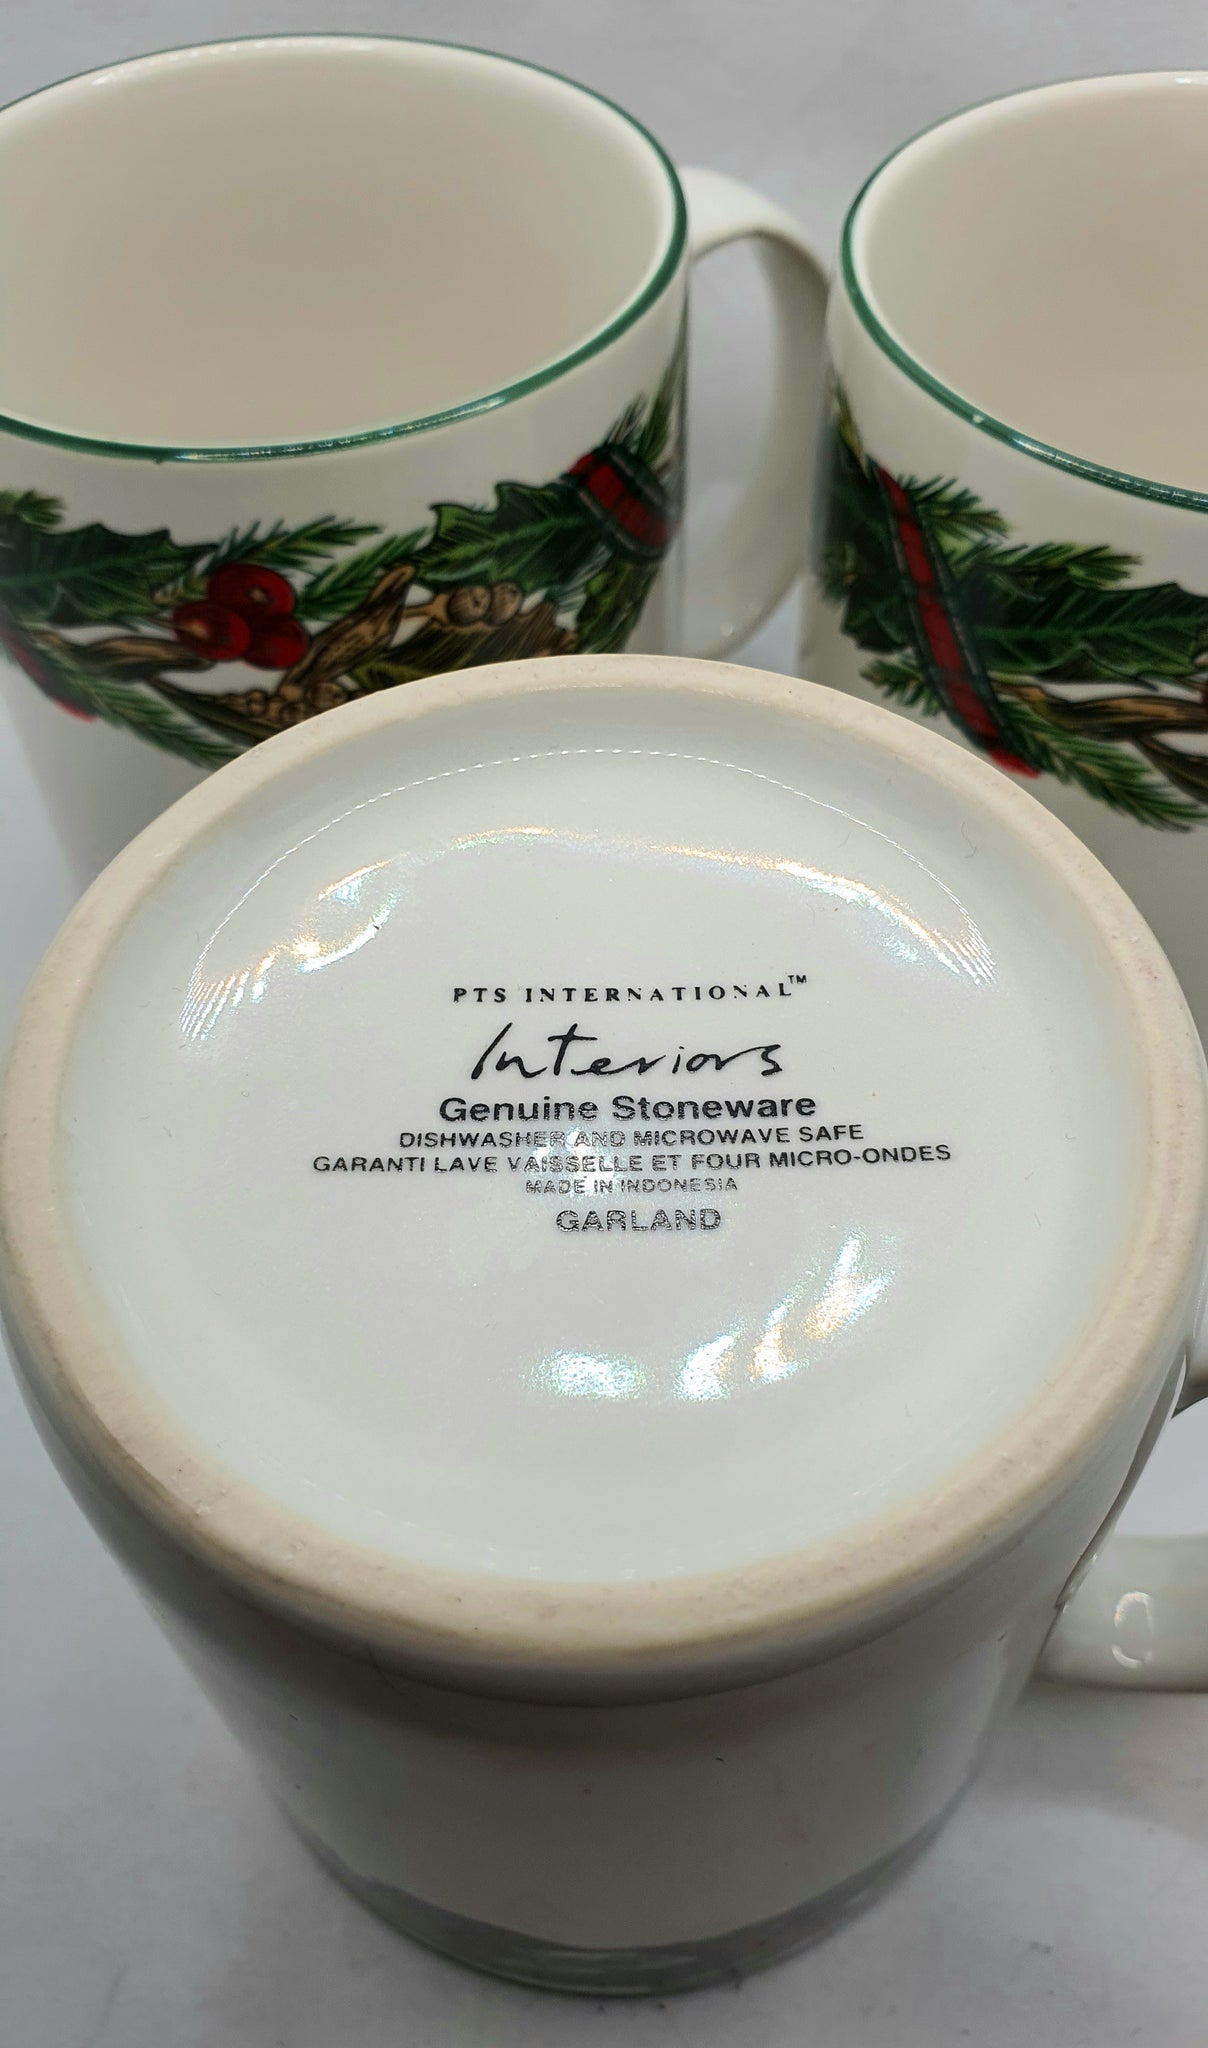 PTS INTERNATIONAL™
Interiors
Genuine Stoneware
DISHWASHER AND MICROWAVE SAFE
GARANTI LAVE VAISSELLE ET FOUR MICRO-ONDES
MADE IN INDONESIA
GARLAND